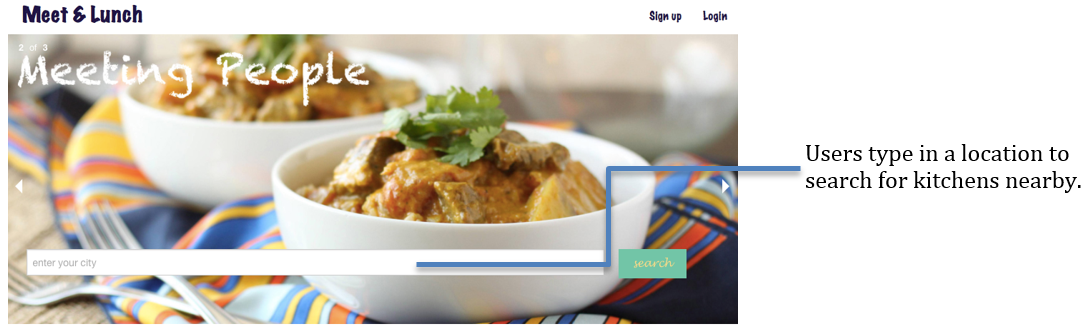 Meet & Lunch
Sign up
Login
2 of 3
Meeting People
Users type in a location to
search for kitchens nearby.
enter your city
search